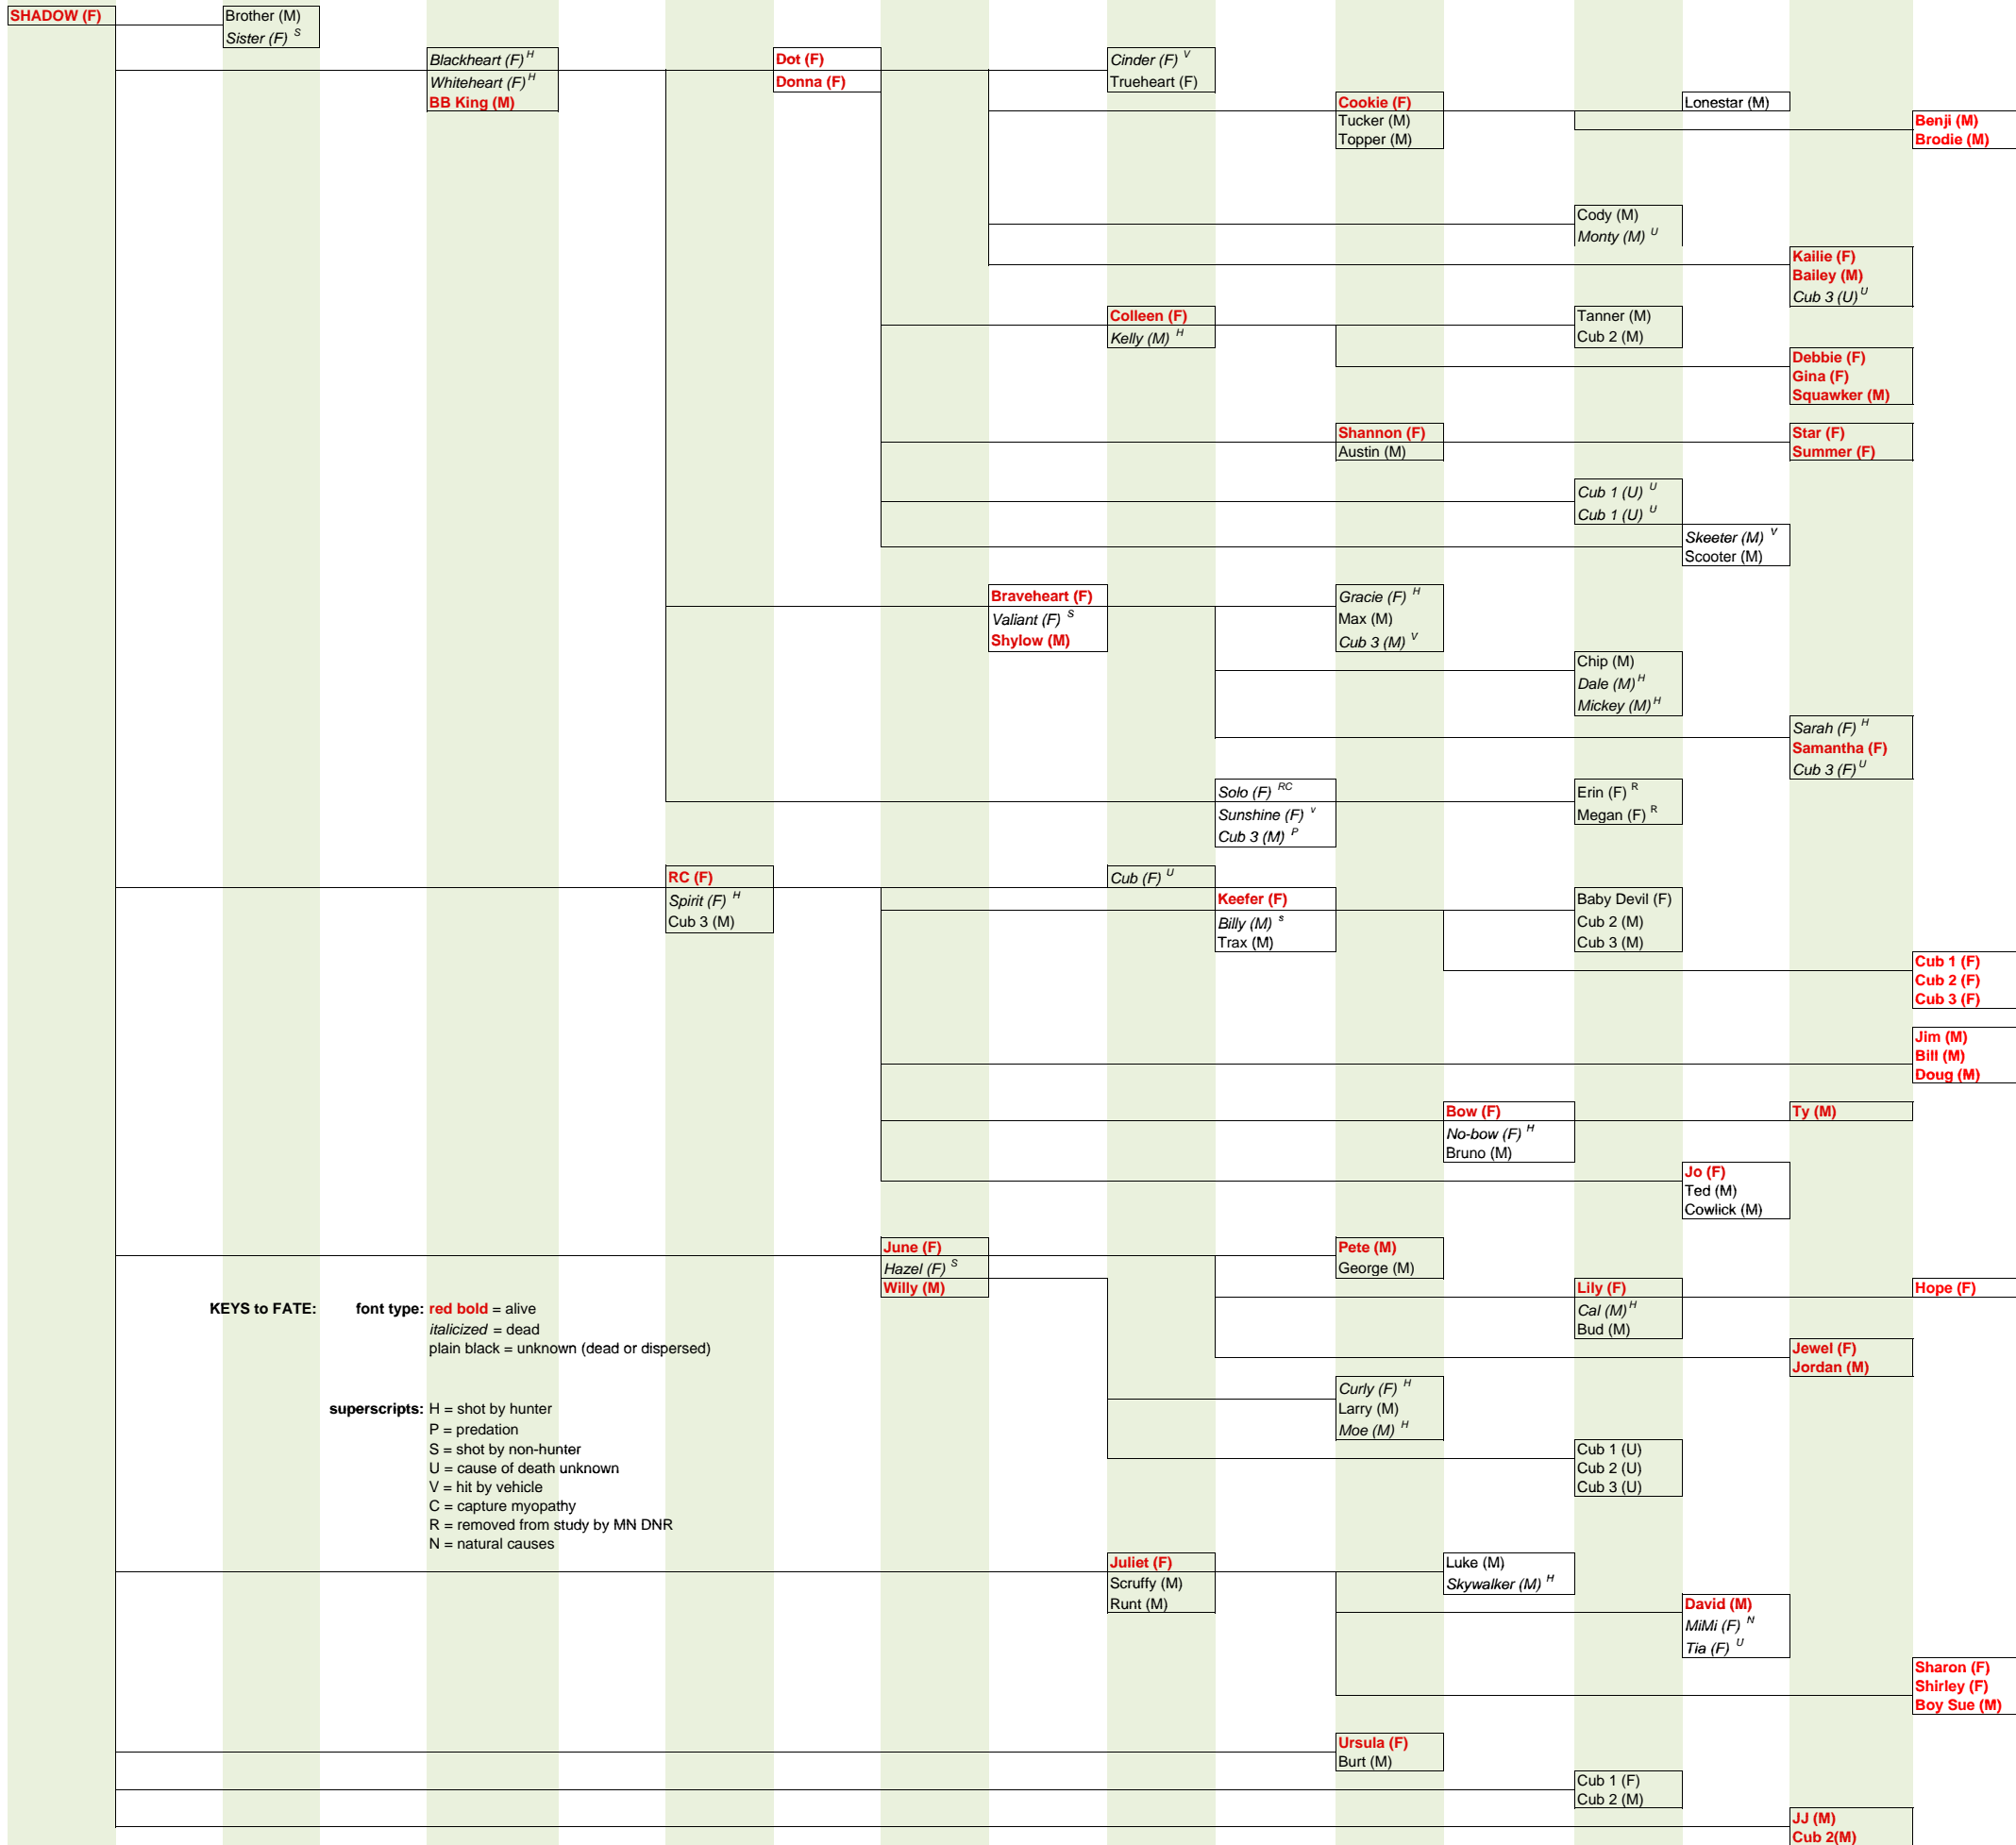 SHADOW (F)
Brother (M)
Sister (F) S
Blackheart (F) H
Whiteheart (F) H
BB King (M)
Dot (F)
Donna (F)
Cinder (F) V
Trueheart (F)
Cookie (F)
Tucker (M)
Topper (M)
Lonestar (M)
Benji (M)
Brodie (M)
Cody (M)
Monty (M) U
Kailie (F)
Bailey (M)
Cub 3 (U) U
Colleen (F)
Kelly (M) H
Tanner (M)
Cub 2 (M)
Debbie (F)
Gina (F)
Squawker (M)
Shannon (F)
Austin (M)
Star (F)
Summer (F)
Cub 1 (U) U
Cub 1 (U) U
Skeeter (M) V
Scooter (M)
Braveheart (F)
Valiant (F) S
Shylow (M)
Gracie (F) H
Max (M)
Cub 3 (M) V
Chip (M)
Dale (M) H
Mickey (M) H
Sarah (F) H
Samantha (F)
Cub 3 (F) U
Solo (F) RC
Sunshine (F) v
Cub 3 (M) P
Erin (F) R
Megan (F) R
RC (F)
Spirit (F) H
Cub 3 (M)
Cub (F) U
Keefer (F)
Billy (M) s
Trax (M)
Baby Devil (F)
Cub 2 (M)
Cub 3 (M)
Cub 1 (F)
Cub 2 (F)
Cub 3 (F)
Jim (M)
Bill (M)
Doug (M)
Bow (F)
No-bow (F) H
Bruno (M)
Ty (M)
Jo (F)
Ted (M)
Cowlick (M)
June (F)
Hazel (F) S
Willy (M)
Pete (M)
George (M)
Lily (F)
Cal (M) H
Bud (M)
Hope (F)
Jewel (F)
Jordan (M)
KEYS to FATE: font type: red bold = alive
italicized = dead
plain black = unknown (dead or dispersed)
Curly (F) H
Larry (M)
Moe (M) H
Cub 1 (U)
Cub 2 (U)
Cub 3 (U)
superscripts: H = shot by hunter
P = predation
S = shot by non-hunter
U = cause of death unknown
V = hit by vehicle
C = capture myopathy
R = removed from study by MN DNR
N = natural causes
Juliet (F)
Scruffy (M)
Runt (M)
Luke (M)
Skywalker (M) H
David (M)
MiMi (F) N
Tia (F) U
Sharon (F)
Shirley (F)
Boy Sue (M)
Ursula (F)
Burt (M)
Cub 1 (F)
Cub 2 (M)
JJ (M)
Cub 2(M)